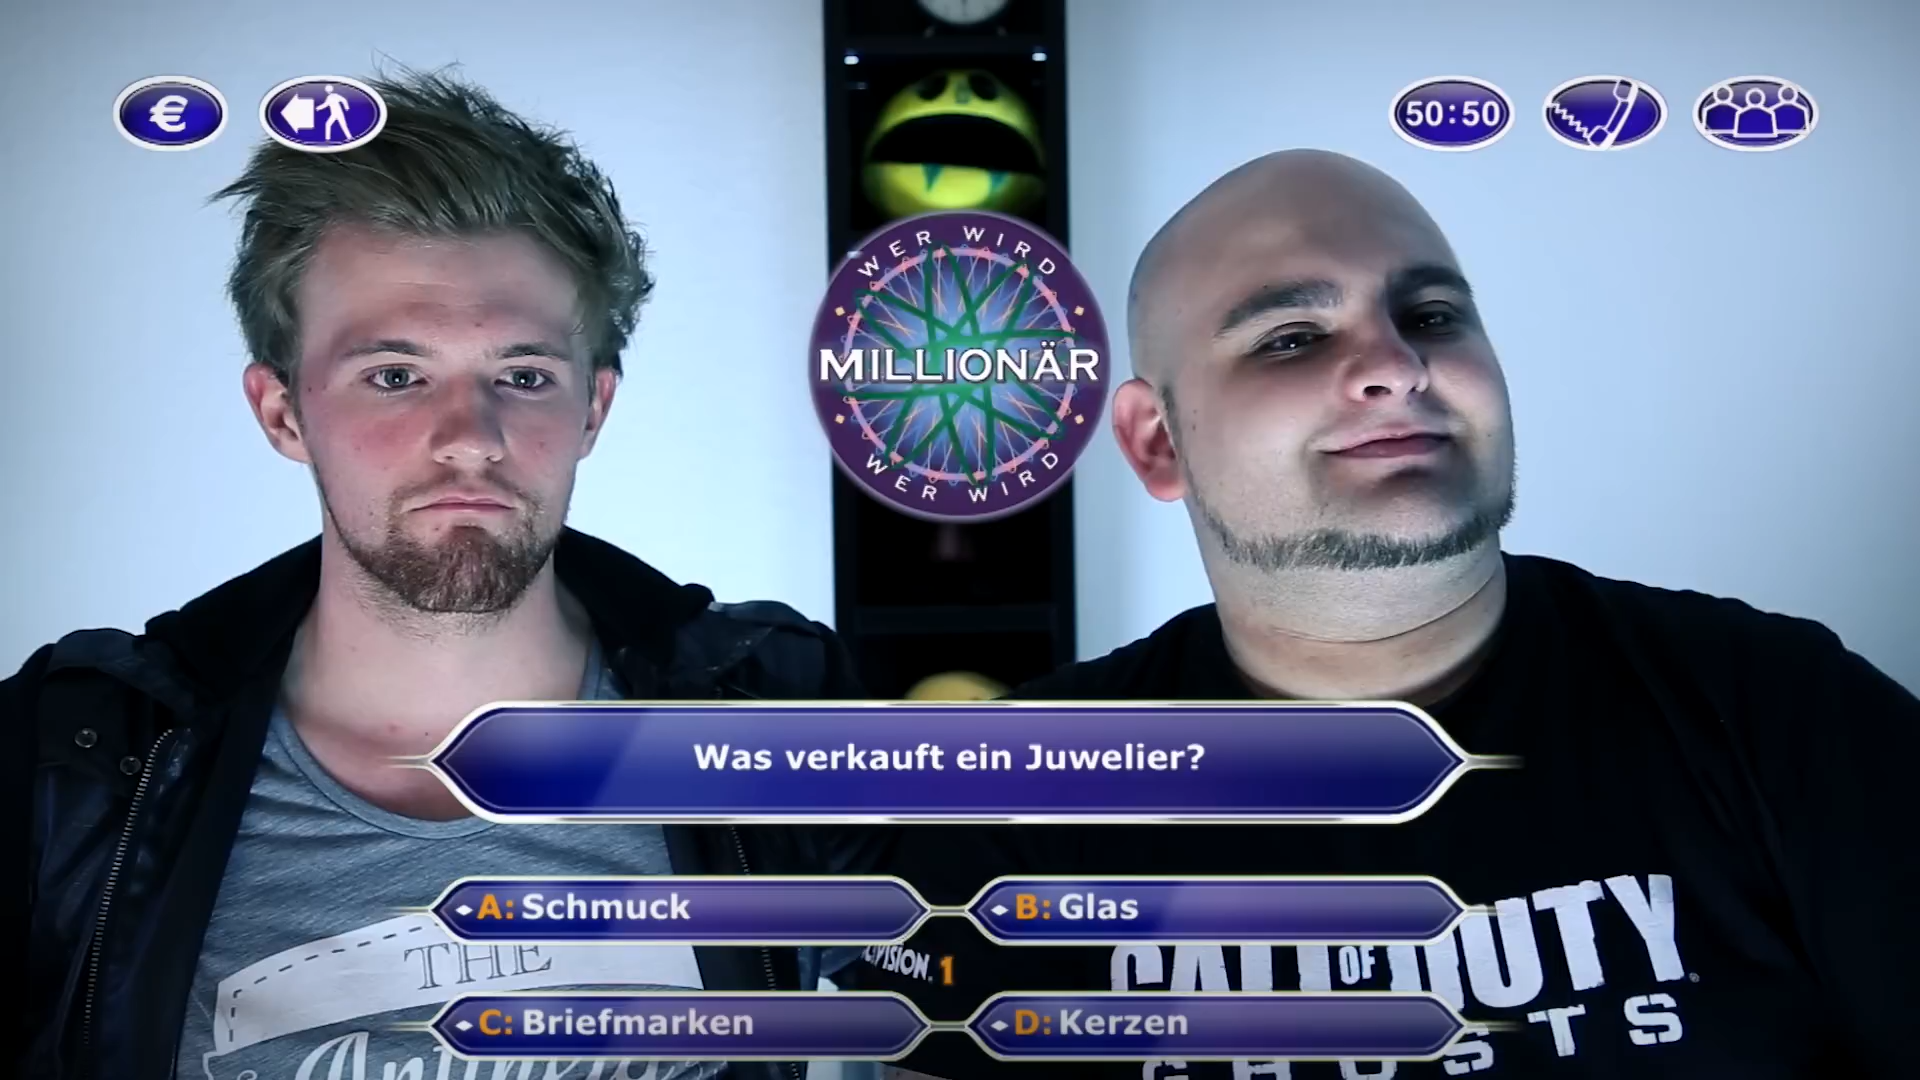 €
50:50
WER WIRD
MILLIONÄR
WER WIRD
Was verkauft ein Juwelier?
A: Schmuck
B: Glas
1
C: Briefmarken
D: Kerzen
THE
CALL OF DUTY
GHOSTS